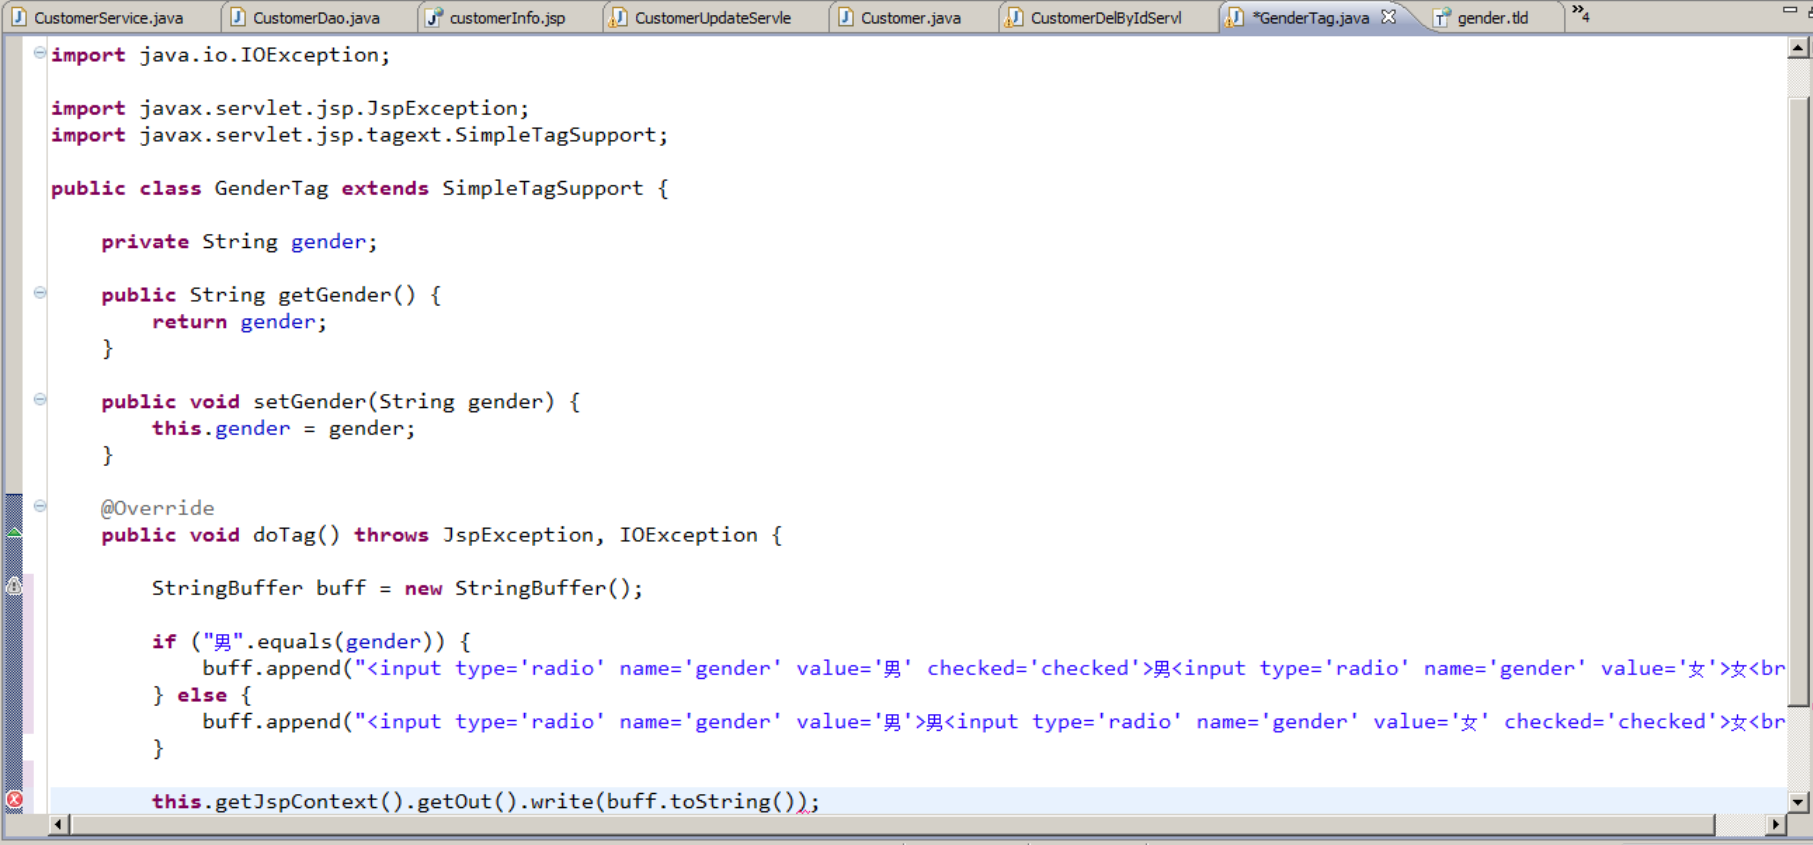 CustomerService.java CustomerDao.java customerInfo.jsp CustomerUpdateServle Customer.java CustomerDelByIdServl *GenderTag.java gender.tld »4
import java.io.IOException;
import javax.servlet.jsp.JspException;
import javax.servlet.jsp.tagext.SimpleTagSupport;
public class GenderTag extends SimpleTagSupport {
private String gender;
public String getGender() {
return gender;
}
public void setGender(String gender) {
this.gender = gender;
}
@Override
public void doTag() throws JspException, IOException {
StringBuffer buff = new StringBuffer();
if ("男".equals(gender)) {
buff.append("<input type='radio' name='gender' value='男' checked='checked'>男<input type='radio' name='gender' value='女'>女<br
} else {
buff.append("<input type='radio' name='gender' value='男'>男<input type='radio' name='gender' value='女' checked='checked'>女<br
}
this.getJspContext().getOut().write(buff.toString());